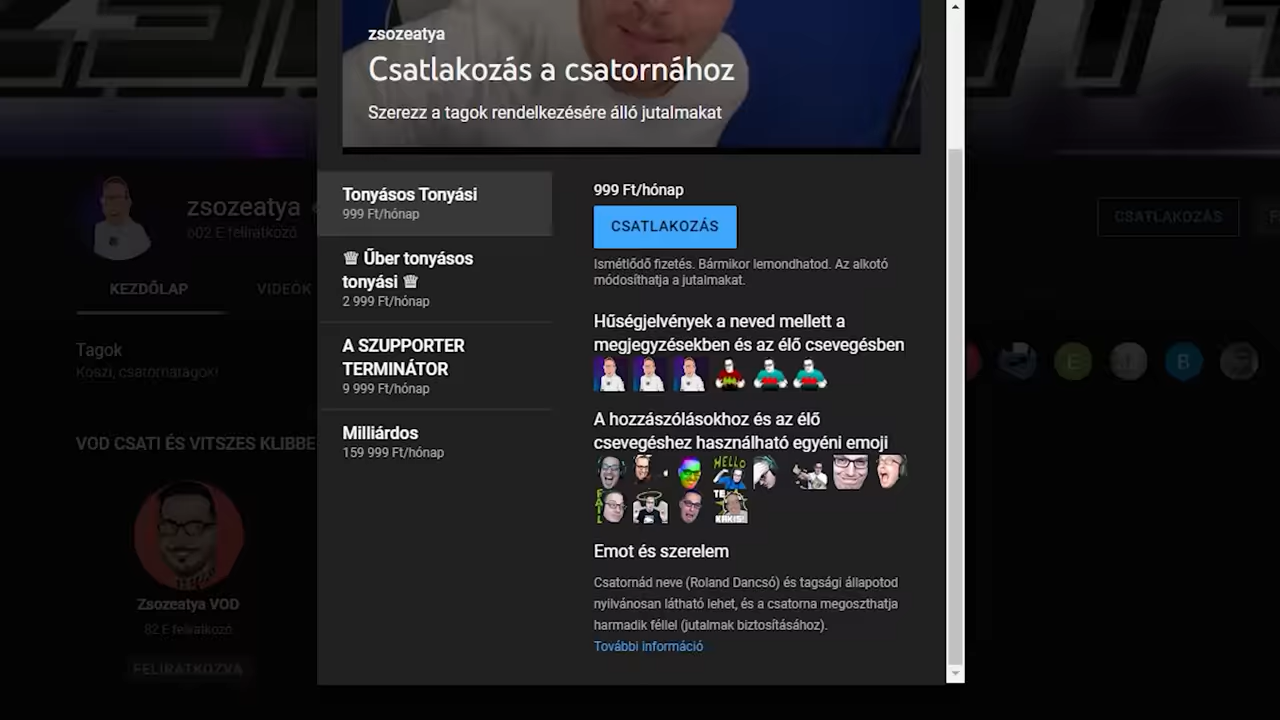 zsozeatya
Csatlakozás a csatornához
Szerezz a tagok rendelkezésére álló jutalmakat
Tonyásos Tonyási
999 Ft/hónap
♕ Űber tonyásos
tonyási ♕
2 999 Ft/hónap
A SZUPPORTER
TERMINÁTOR
9 999 Ft/hónap
Milliárdos
159 999 Ft/hónap
999 Ft/hónap
CSATLAKOZÁS
Ismétlődő fizetés. Bármikor lemondhatod. Az alkotó
módosíthatja a jutalmakat.
Hűségjelvények a neved mellett a
megjegyzésekben és az élő csevegésben
A hozzászólásokhoz és az élő
csevegéshez használható egyéni emoji
HELLO
FAIL
Emot és szerelem
Csatornád neve (Roland Dancsó) és tagsági állapotod
nyilvánosan látható lehet, és a csatorna megoszthatja
harmadik féllel (jutalmak biztosításához).
További információ
zsozeatya
602 E feliratkozó
CSATLAKOZÁS
KEZDŐLAP
VIDEÓK
Tagok
Köszi, csatornatagok!
E
B
VOD CSATI ÉS VITSZES KLIBBE
Zsozeatya VOD
82 E feliratkozó
FELIRATKOZVA